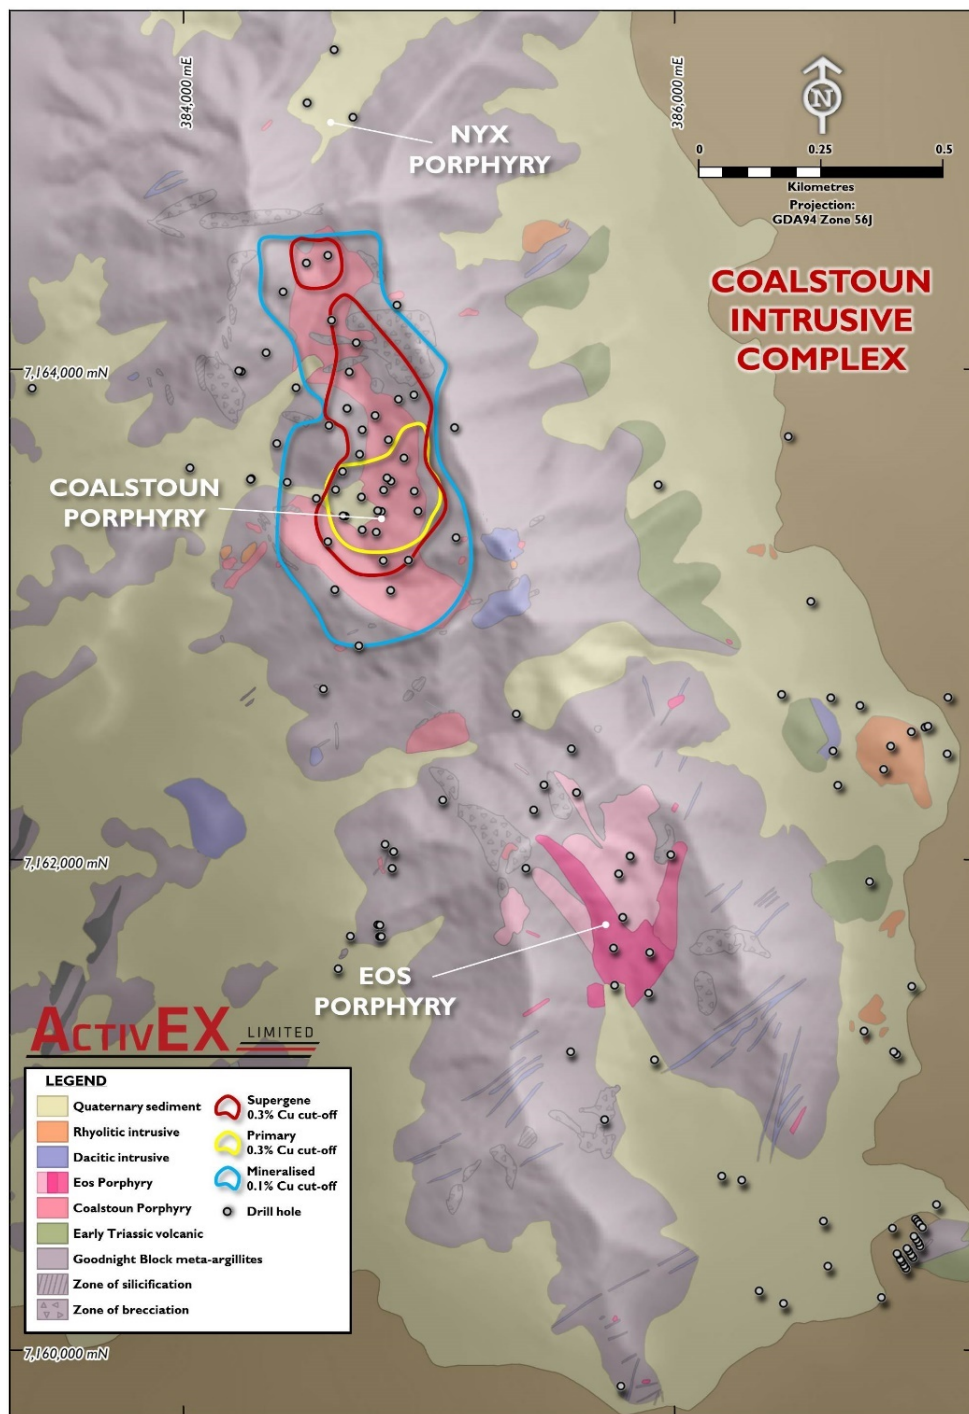 384,000 mE
386,000 mE
N
NYX
PORPHYRY
0 0.25 0.5
Kilometres
Projection:
GDA94 Zone 56J
COALSTOUN
INTRUSIVE
COMPLEX
7,164,000 mN
COALSTOUN
PORPHYRY
7,162,000 mN
EOS
PORPHYRY
ACTIVEX LIMITED
LEGEND
Quaternary sediment
Rhyolitic intrusive
Dacitic intrusive
Eos Porphyry
Coalstoun Porphyry
Early Triassic volcanic
Goodnight Block meta-argillites
Zone of silicification
Zone of brecciation
Supergene
0.3% Cu cut-off
Primary
0.3% Cu cut-off
Mineralised
0.1% Cu cut-off
Drill hole
7,160,000 mN